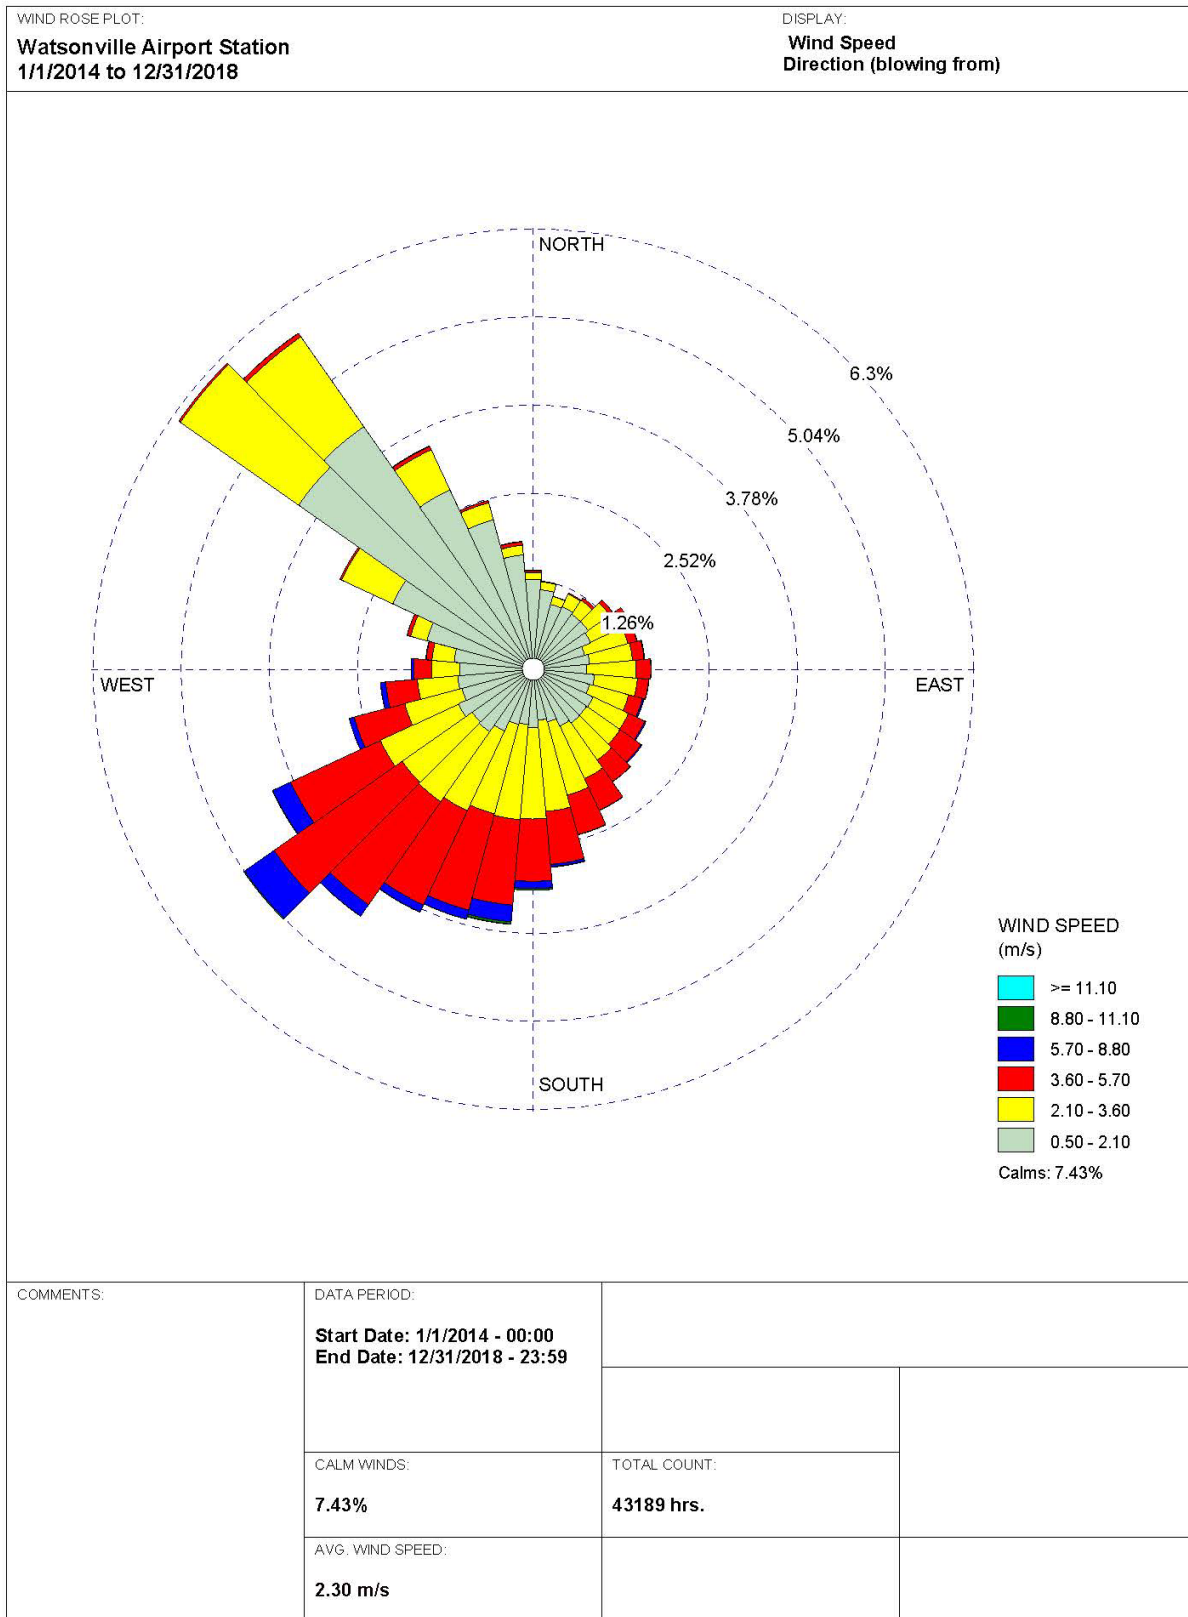 WIND ROSE PLOT:
Watsonville Airport Station
1/1/2014 to 12/31/2018
DISPLAY:
Wind Speed
Direction (blowing from)
NORTH
6.3%
5.04%
3.78%
2.52%
1.26%
WEST
EAST
SOUTH
WIND SPEED
(m/s)
>= 11.10
8.80 - 11.10
5.70 - 8.80
3.60 - 5.70
2.10 - 3.60
0.50 - 2.10
Calms: 7.43%
COMMENTS:
DATA PERIOD:
Start Date: 1/1/2014 - 00:00
End Date: 12/31/2018 - 23:59
CALM WINDS:
7.43%
TOTAL COUNT:
43189 hrs.
AVG. WIND SPEED:
2.30 m/s